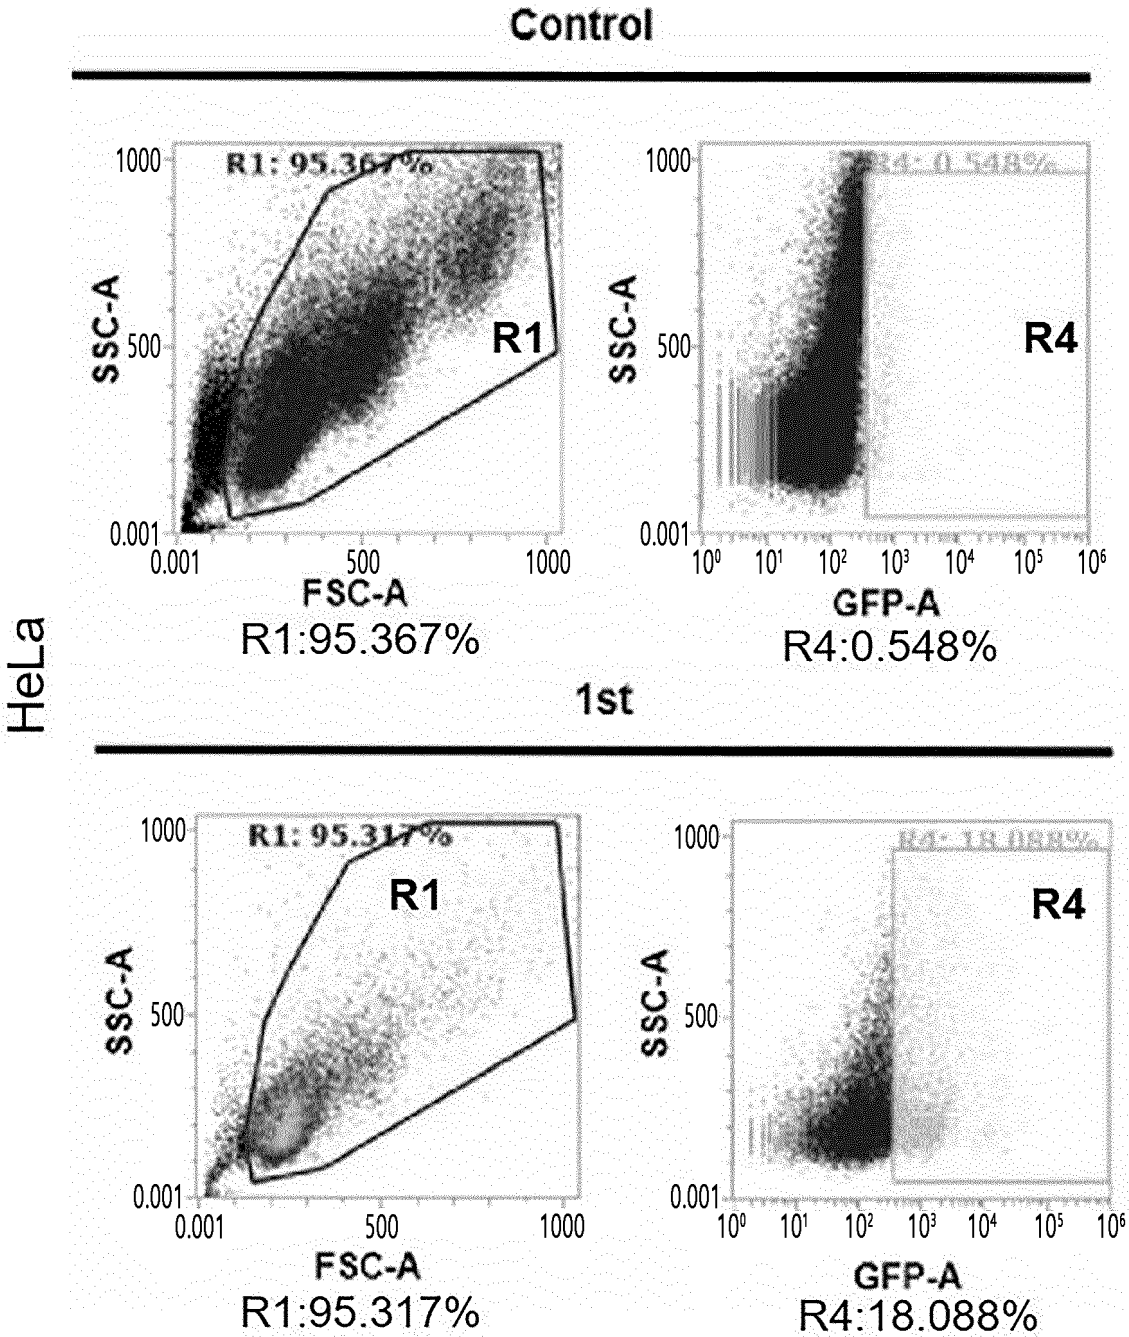 Control
R1: 95.367%
R4: 0.548%
1000
500
0.001
SSC-A
R1
0.001 500 1000
FSC-A
R1:95.367%
1000
500
0.001
SSC-A
R4
10⁰ 10¹ 10² 10³ 10⁴ 10⁵ 10⁶
GFP-A
R4:0.548%
HeLa
1st
R1: 95.317%
R4: 18.088%
1000
500
0.001
SSC-A
R1
0.001 500 1000
FSC-A
R1:95.317%
1000
500
0.001
SSC-A
R4
10⁰ 10¹ 10² 10³ 10⁴ 10⁵ 10⁶
GFP-A
R4:18.088%